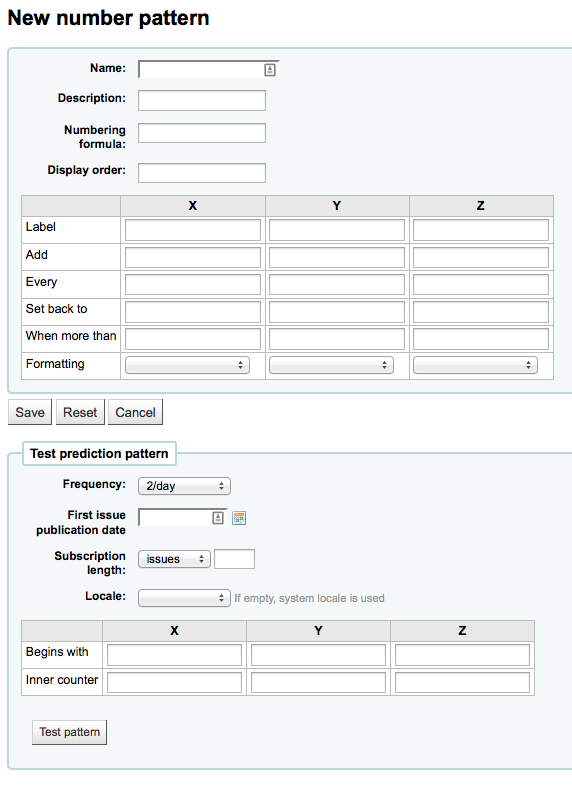 New number pattern
Name:
Description:
Numbering
formula:
Display order:
X Y Z
Label
Add
Every
Set back to
When more than
Formatting
Save Reset Cancel
Test prediction pattern
Frequency: 2/day
First issue
publication date
Subscription
length: issues
Locale: If empty, system locale is used
X Y Z
Begins with
Inner counter
Test pattern